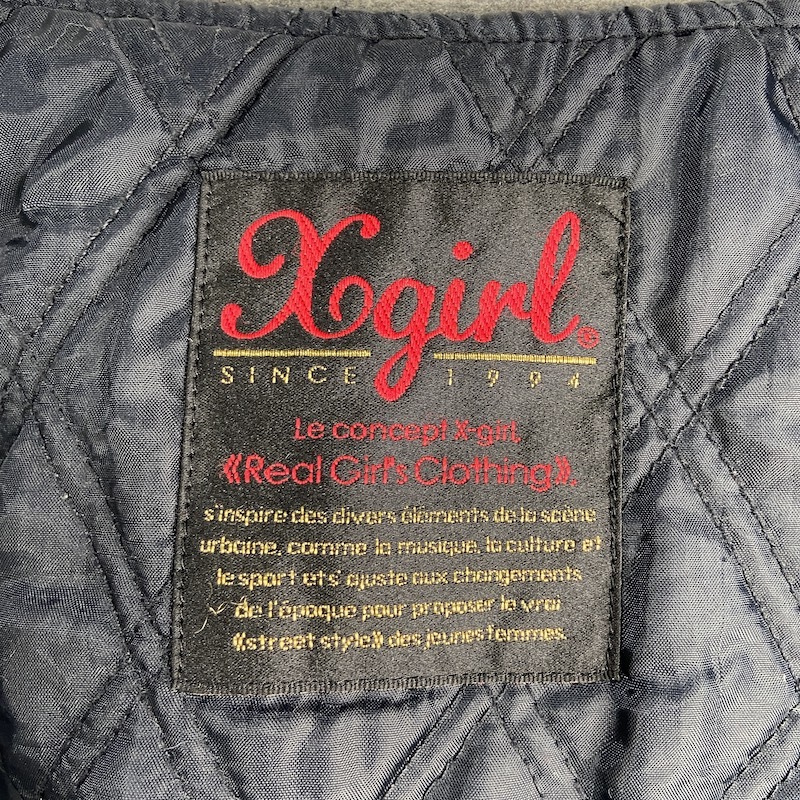 Xgirl®
SINCE 1994
Le concept X-girl,
《Real Girl's Clothing》,
s'inspire des divers éléments de la scène
urbaine, comme la musique, la culture et
le sport ets' ajuste aux changements
de l'époque pour proposer le vrai
《street style》 des jeunes femmes.